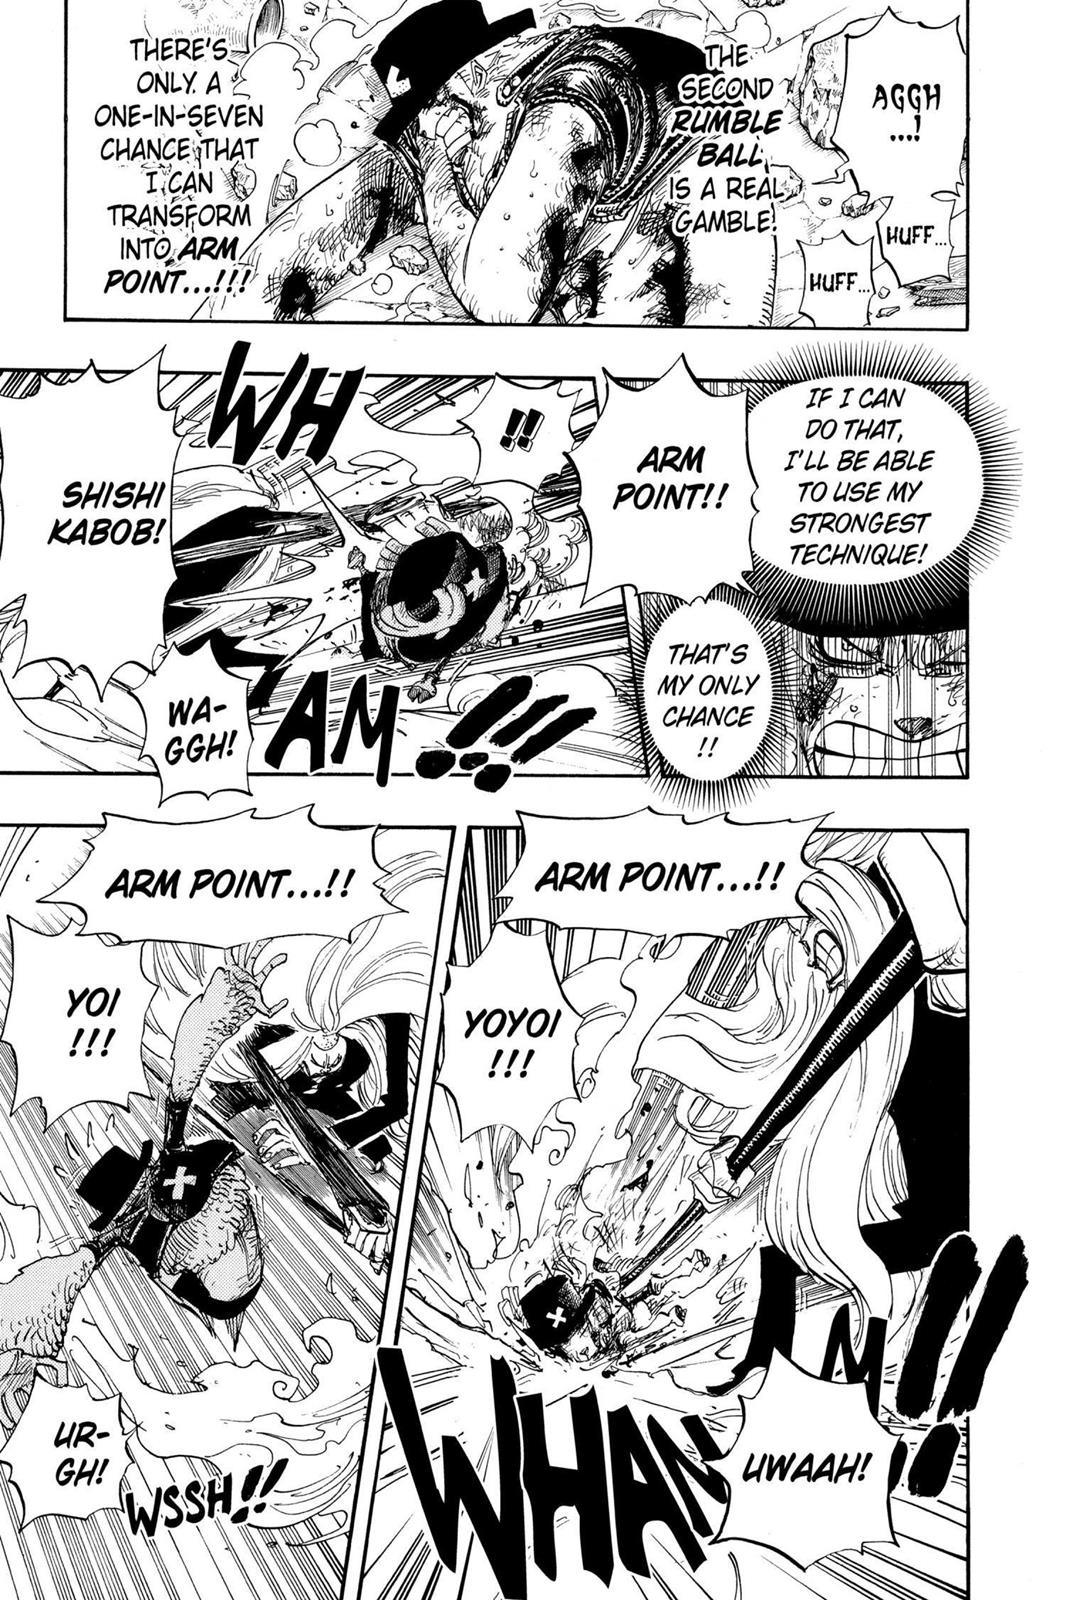 AGGH
...!
HUFF...
HUFF...
THE
SECOND
RUMBLE
BALL
IS A REAL
GAMBLE!
THERE'S
ONLY A
ONE-IN-SEVEN
CHANCE THAT
I CAN
TRANSFORM
INTO ARM
POINT...!!!
IF I CAN
DO THAT,
I'LL BE ABLE
TO USE MY
STRONGEST
TECHNIQUE!
THAT'S
MY ONLY
CHANCE
!!
ARM
POINT!!
!!
WH
AM!!!
SHISHI
KABOB!
WA-
GGH!
ARM POINT...!!
YOYOI
!!!
WHAM!!
UWAAH!
ARM POINT...!!
YOI
!!!
UR-
GH!
WSSH!!